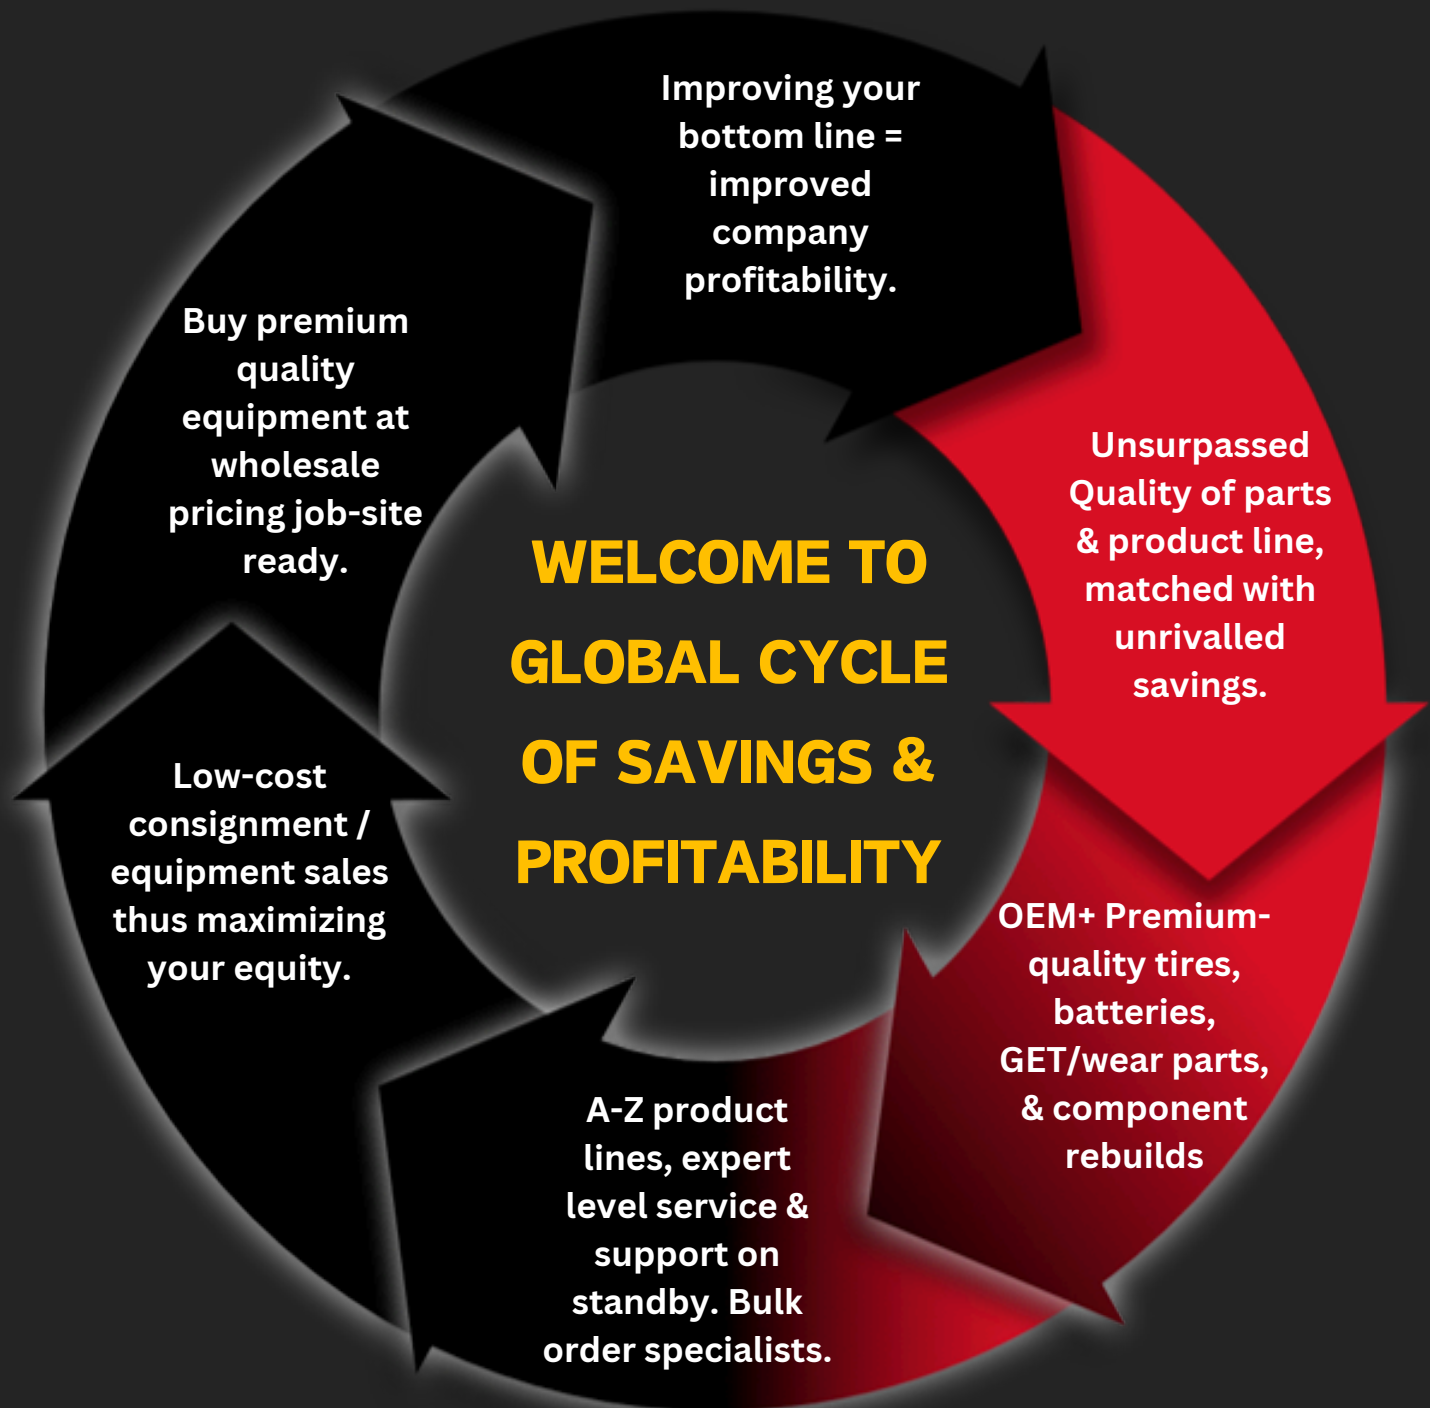 Improving your
bottom line =
improved
company
profitability.
Unsurpassed
Quality of parts
& product line,
matched with
unrivalled
savings.
OEM+ Premium-
quality tires,
batteries,
GET/wear parts,
& component
rebuilds
A-Z product
lines, expert
level service &
support on
standby. Bulk
order specialists.
Low-cost
consignment /
equipment sales
thus maximizing
your equity.
Buy premium
quality
equipment at
wholesale
pricing job-site
ready.
WELCOME TO
GLOBAL CYCLE
OF SAVINGS &
PROFITABILITY